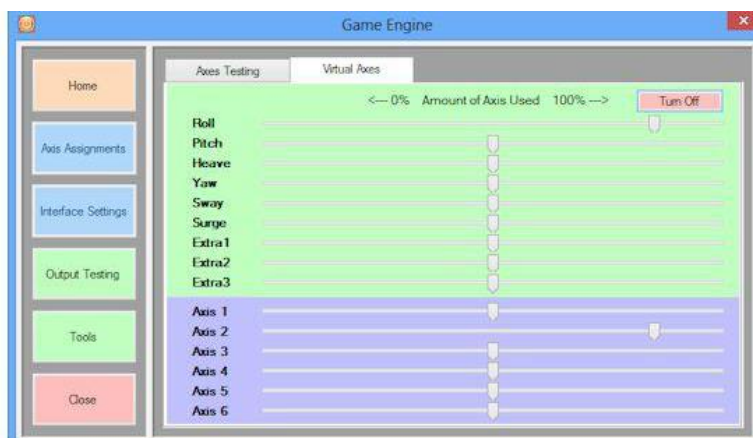 Game Engine
x
Home
Axis Assignments
Interface Settings
Output Testing
Tools
Close
Axes Testing
Virtual Axes
<--- 0% Amount of Axis Used 100% --->
Turn Off
Roll
Pitch
Heave
Yaw
Sway
Surge
Extra1
Extra2
Extra3
Axis 1
Axis 2
Axis 3
Axis 4
Axis 5
Axis 6